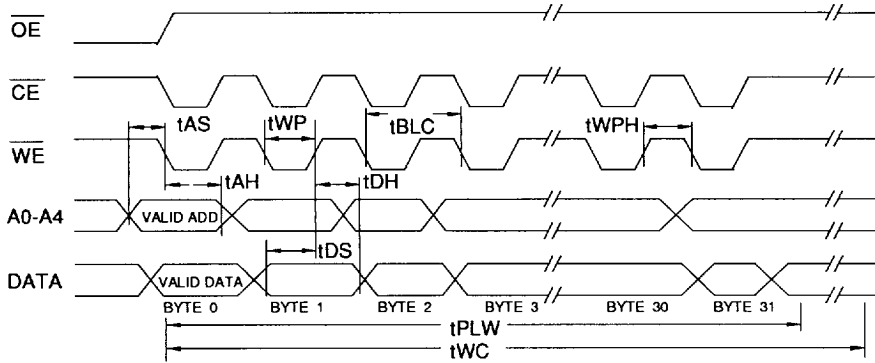 OE
CE
tAS tWP tBLC tWPH
WE
tAH tDH
A0-A4 VALID ADD
tDS
DATA VALID DATA
BYTE 0 BYTE 1 BYTE 2 BYTE 3 BYTE 30 BYTE 31
tPLW
tWC